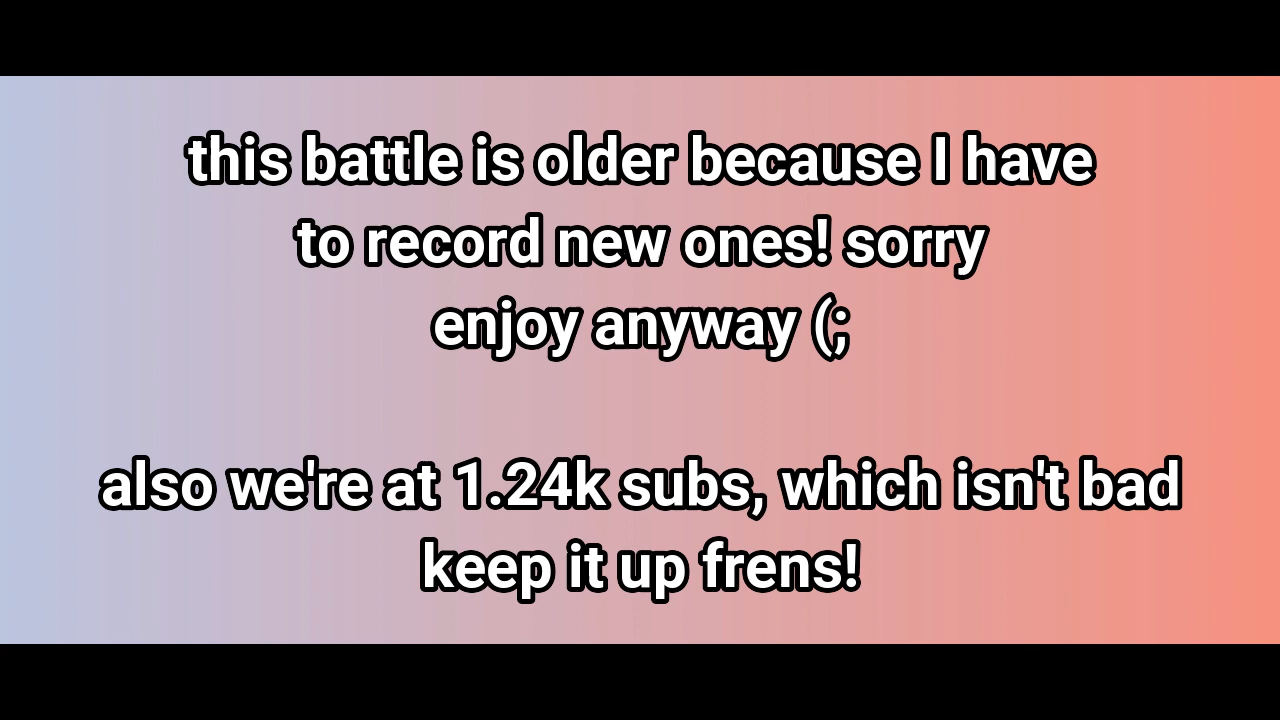 this battle is older because I have
to record new ones! sorry
enjoy anyway (;
also we're at 1.24k subs, which isn't bad
keep it up frens!